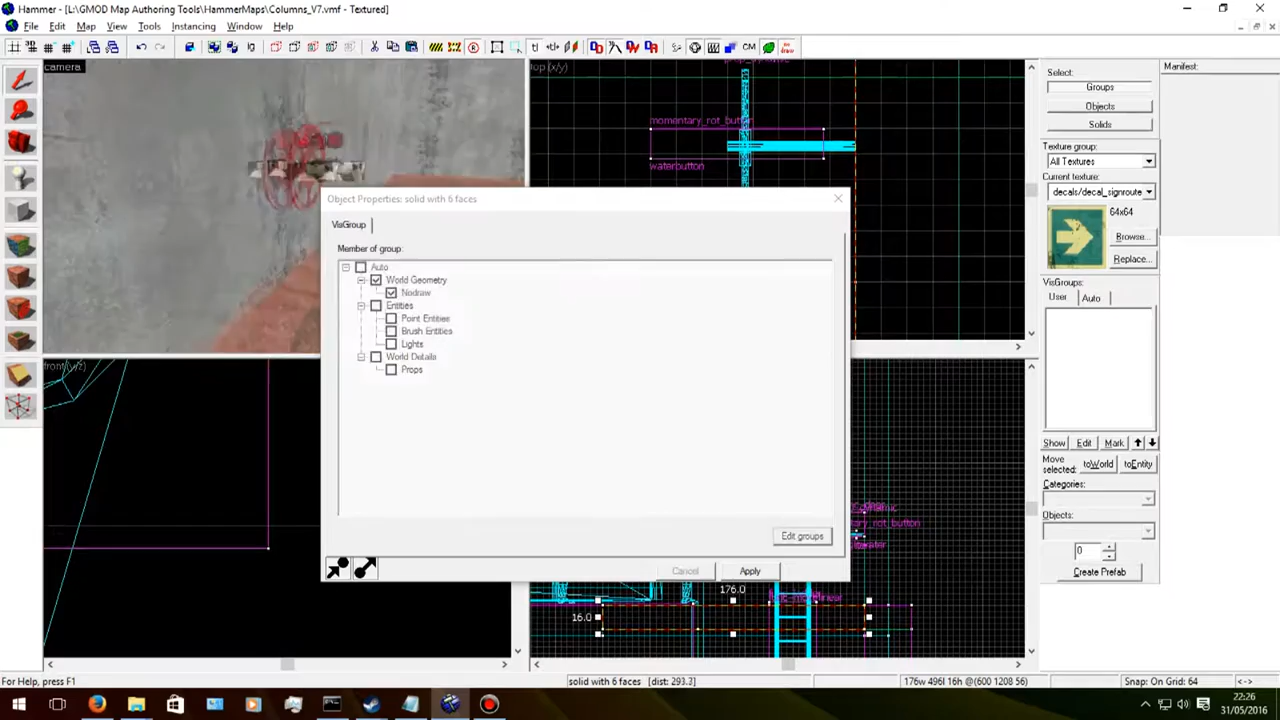 Hammer - [L:\GMOD Map Authoring Tools\HammerMaps\Columns_V7.vmf - Textured]
File Edit Map View Tools Instancing Window Help
CM
camera
top (x/y)
momentary_rot_button
waterbutton
Select:
Groups
Objects
Solids
Manifest:
Texture group:
All Textures
Current texture:
decals/decal_signroute
64x64
Browse...
Replace...
VisGroups:
User Auto
Show Edit Mark
Move selected:
toWorld toEntity
Categories:
Objects:
0
Create Prefab
Object Properties: solid with 6 faces
VisGroup
Member of group:
Auto
World Geometry
Nodraw
Entities
Point Entities
Brush Entities
Lights
World Details
Props
Edit groups
Cancel Apply
front (y/z)
176.0
16.0
For Help, press F1
solid with 6 faces [dist: 293.3]
176w 496l 16h @(600 1208 56)
Snap: On Grid: 64
<->
22:26
31/05/2016